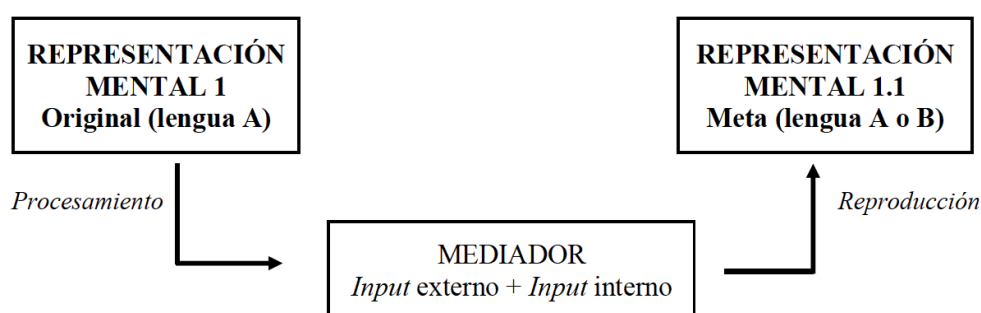 REPRESENTACIÓN
MENTAL 1
Original (lengua A)
REPRESENTACIÓN
MENTAL 1.1
Meta (lengua A o B)
Procesamiento
Reproducción
MEDIADOR
Input externo + Input interno